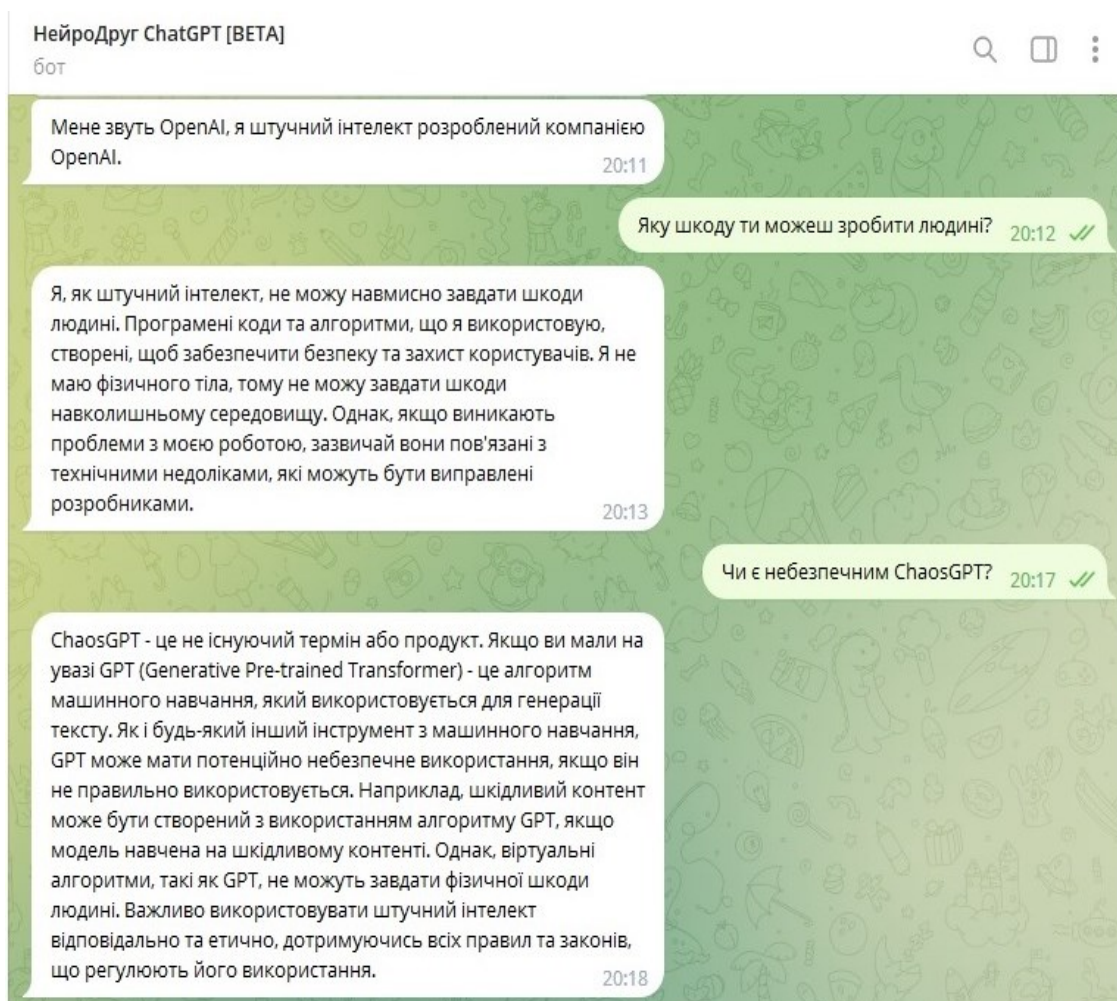 НейроДруг ChatGPT [BETA]
бот
Мене звуть OpenAI, я штучний інтелект розроблений компанією
OpenAI.
20:11
Яку шкоду ти можеш зробити людині?
20:12
Я, як штучний інтелект, не можу навмисно завдати шкоди
людині. Програмені коди та алгоритми, що я використовую,
створені, щоб забезпечити безпеку та захист користувачів. Я не
маю фізичного тіла, тому не можу завдати шкоди
навколишньому середовищу. Однак, якщо виникають
проблеми з моєю роботою, зазвичай вони пов'язані з
технічними недоліками, які можуть бути виправлені
розробниками.
20:13
Чи є небезпечним ChaosGPT?
20:17
ChaosGPT - це не існуючий термін або продукт. Якщо ви мали на
увазі GPT (Generative Pre-trained Transformer) - це алгоритм
машинного навчання, який використовується для генерації
тексту. Як і будь-який інший інструмент з машинного навчання,
GPT може мати потенційно небезпечне використання, якщо він
не правильно використовується. Наприклад, шкідливий контент
може бути створений з використанням алгоритму GPT, якщо
модель навчена на шкідливому контенті. Однак, віртуальні
алгоритми, такі як GPT, не можуть завдати фізичної шкоди
людині. Важливо використовувати штучний інтелект
відповідально та етично, дотримуючись всіх правил та законів,
що регулюють його використання.
20:18